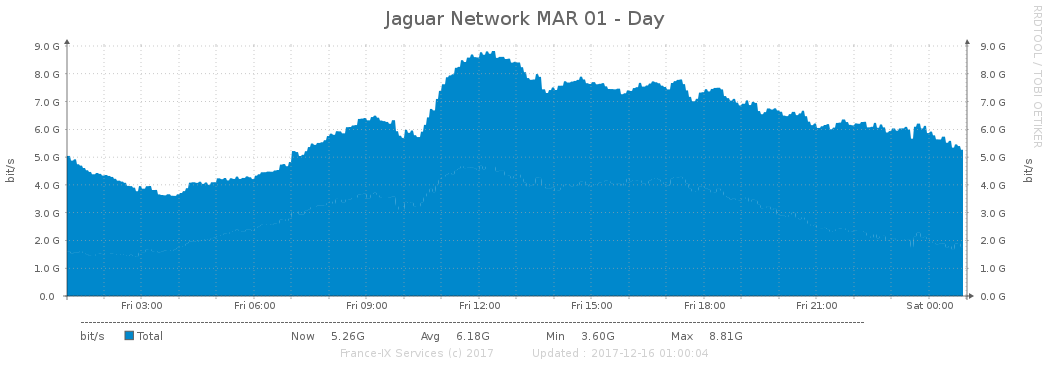 Jaguar Network MAR 01 - Day
RRDTOOL / TOBI OETIKER
9.0 G 9.0 G
8.0 G 8.0 G
7.0 G 7.0 G
6.0 G 6.0 G
5.0 G 5.0 G
4.0 G 4.0 G
3.0 G 3.0 G
2.0 G 2.0 G
1.0 G 1.0 G
0.0 0.0 G
bit/s bit/s
Fri 03:00 Fri 06:00 Fri 09:00 Fri 12:00 Fri 15:00 Fri 18:00 Fri 21:00 Sat 00:00
bit/s Total Now 5.26G Avg 6.18G Min 3.60G Max 8.81G
France-IX Services (c) 2017 Updated : 2017-12-16 01:00:04